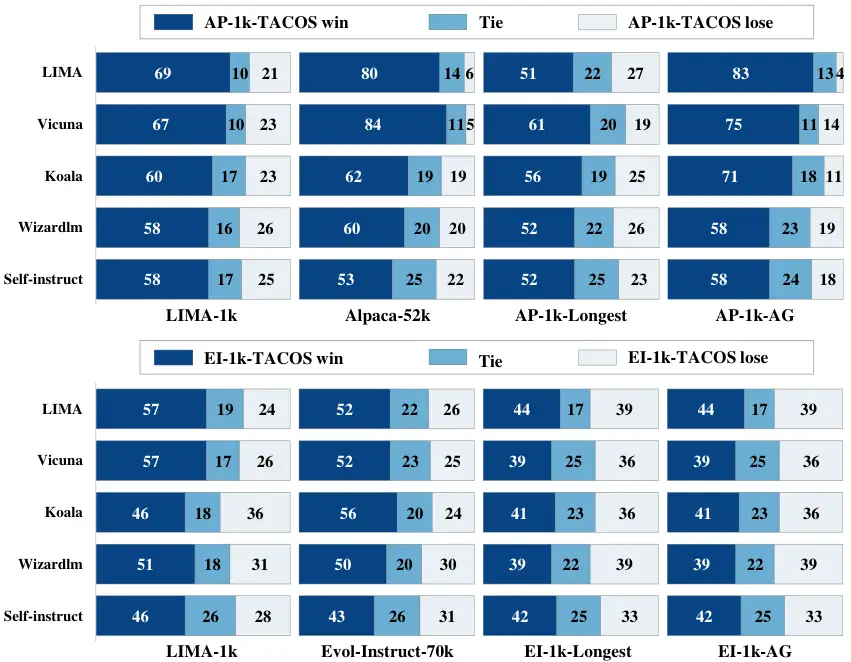 AP-1k-TACOS win Tie AP-1k-TACOS lose
LIMA 69 10 21 80 14 6 51 22 27 83 13 4
Vicuna 67 10 23 84 11 5 61 20 19 75 11 14
Koala 60 17 23 62 19 19 56 19 25 71 18 11
Wizardlm 58 16 26 60 20 20 52 22 26 58 23 19
Self-instruct 58 17 25 53 25 22 52 25 23 58 24 18
LIMA-1k Alpaca-52k AP-1k-Longest AP-1k-AG
EI-1k-TACOS win Tie EI-1k-TACOS lose
LIMA 57 19 24 52 22 26 44 17 39 44 17 39
Vicuna 57 17 26 52 23 25 39 25 36 39 25 36
Koala 46 18 36 56 20 24 41 23 36 41 23 36
Wizardlm 51 18 31 50 20 30 39 22 39 39 22 39
Self-instruct 46 26 28 43 26 31 42 25 33 42 25 33
LIMA-1k Evol-Instruct-70k EI-1k-Longest EI-1k-AG